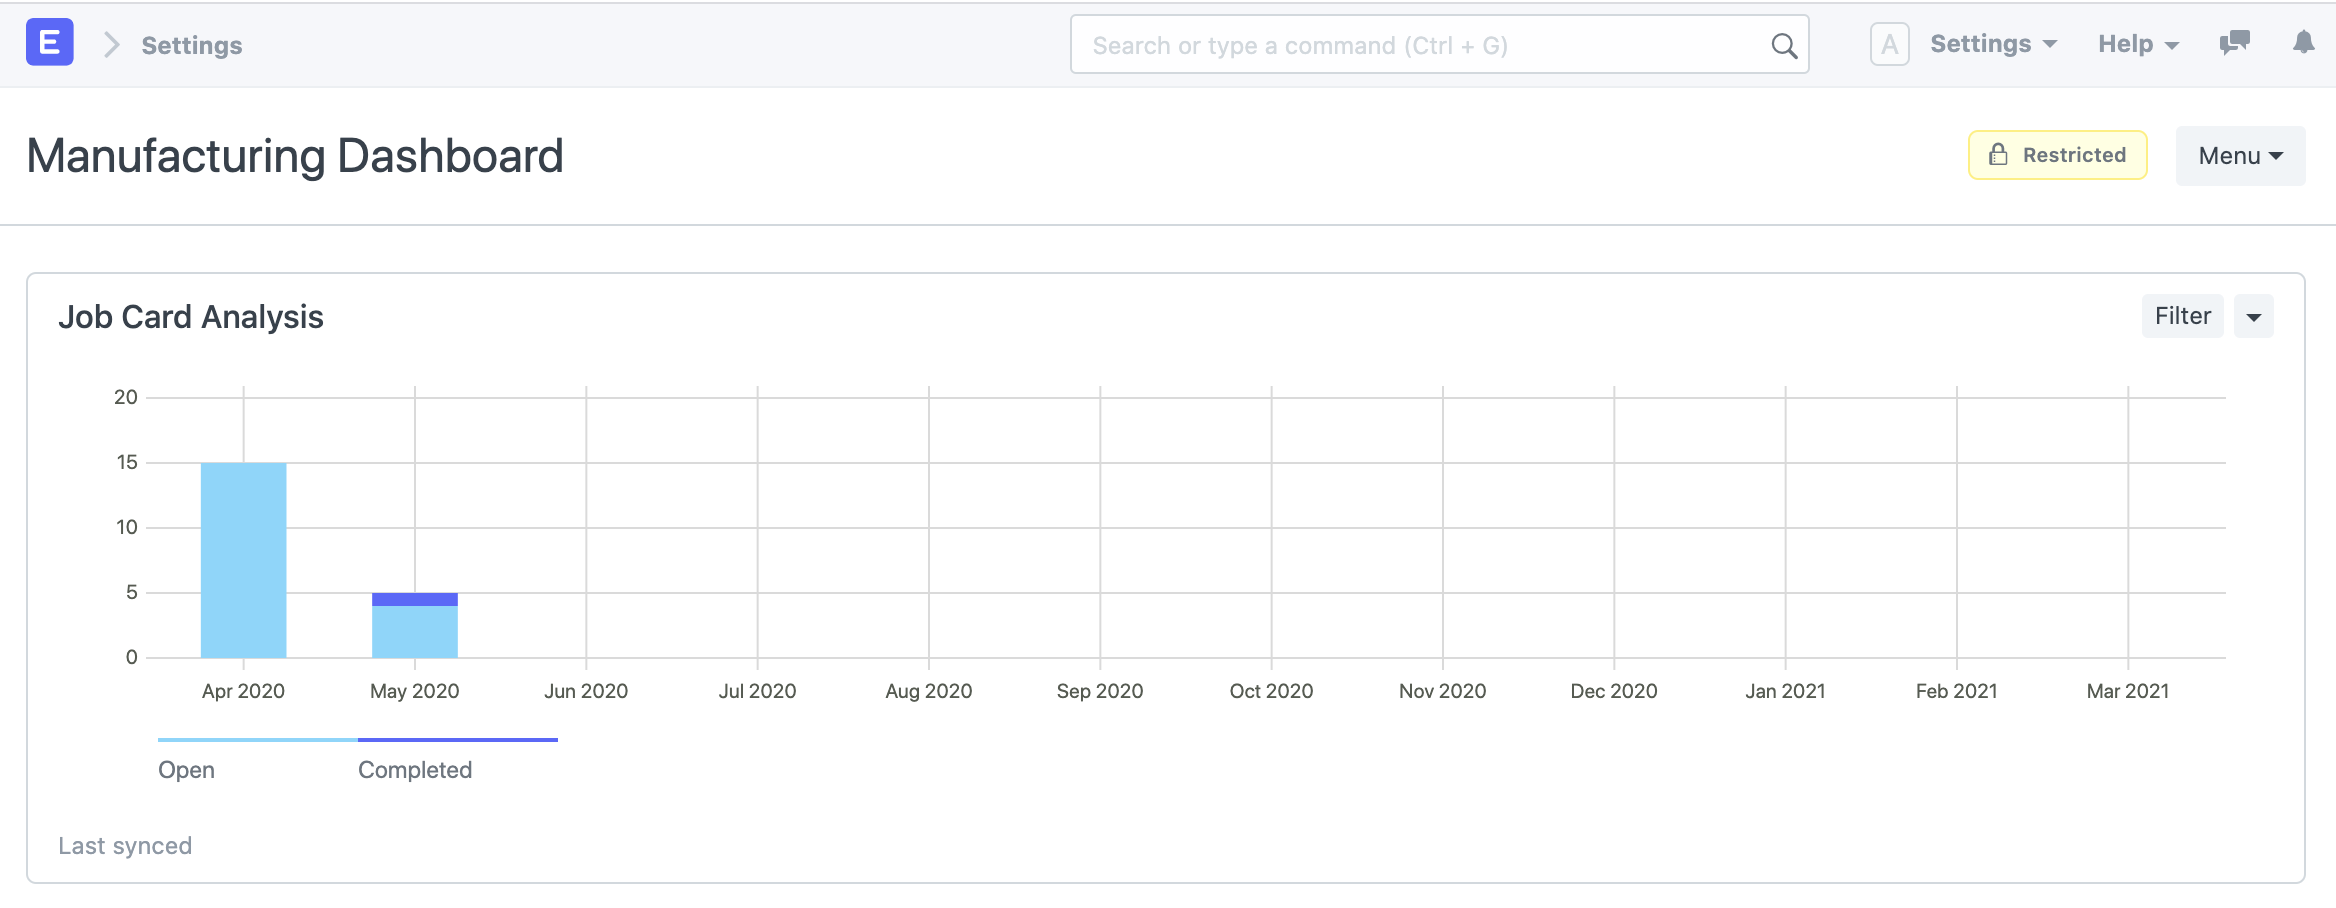 E
Settings
Search or type a command (Ctrl + G)
A
Settings
Help
Manufacturing Dashboard
Restricted
Menu
Job Card Analysis
Filter
20
15
10
5
0
Apr 2020
May 2020
Jun 2020
Jul 2020
Aug 2020
Sep 2020
Oct 2020
Nov 2020
Dec 2020
Jan 2021
Feb 2021
Mar 2021
Open
Completed
Last synced